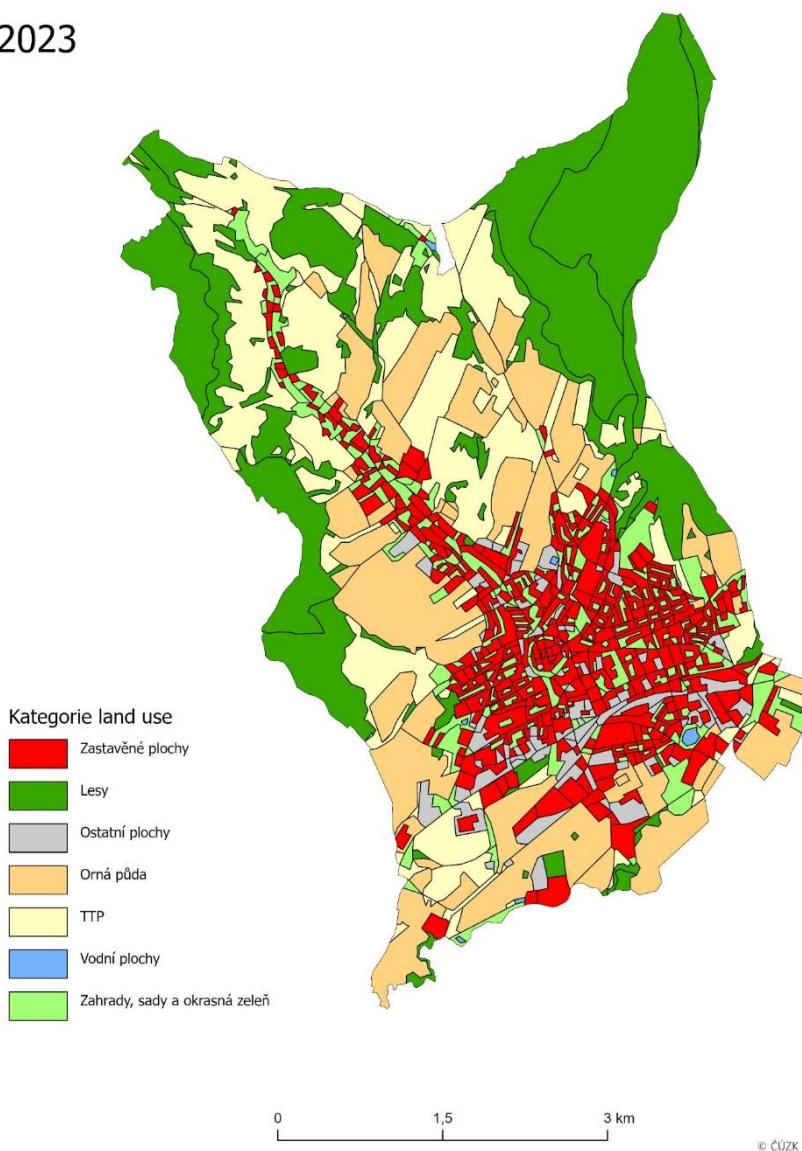 2023
Kategorie land use
Zastavěné plochy
Lesy
Ostatní plochy
Orná půda
TTP
Vodní plochy
Zahrady, sady a okrasná zeleň
0 1,5 3 km
© ČÚZK